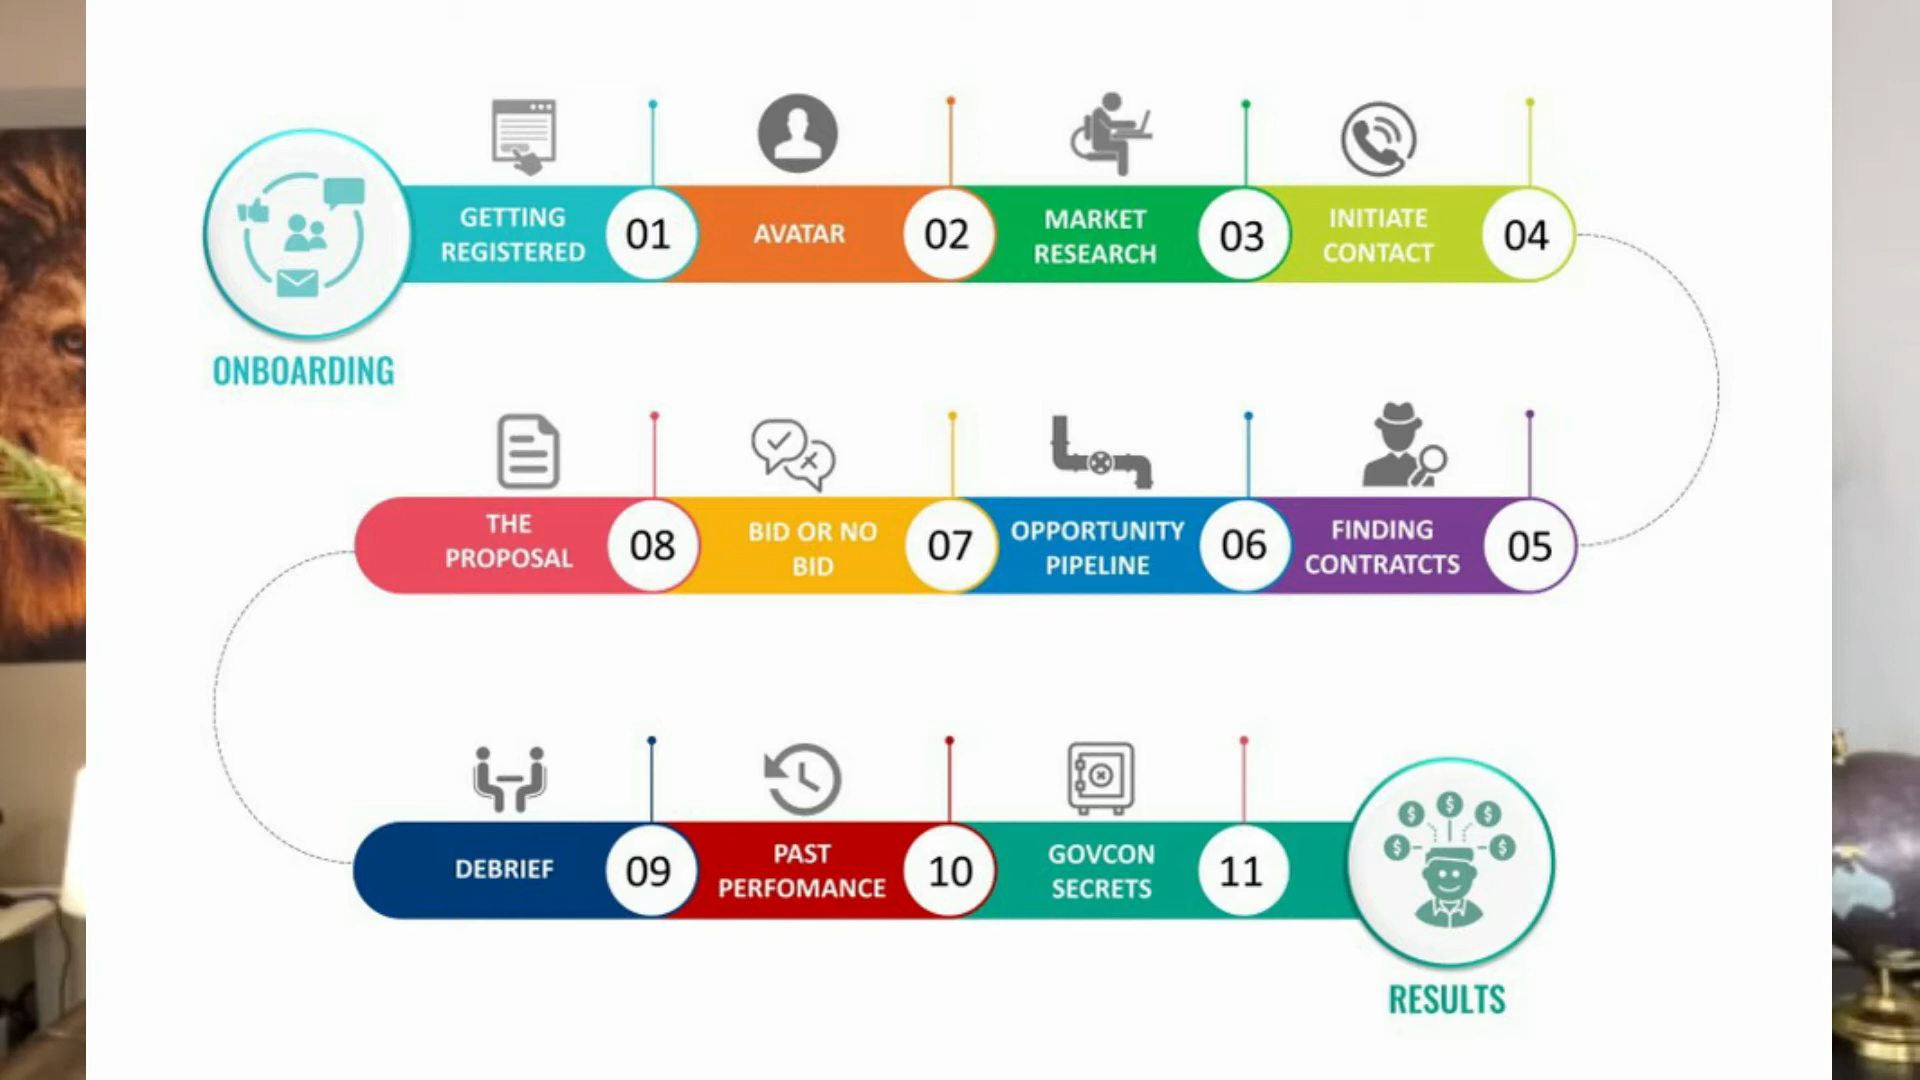 GETTING
REGISTERED
01
AVATAR
02
MARKET
RESEARCH
03
INITIATE
CONTACT
04
ONBOARDING
THE
PROPOSAL
08
BID OR NO
BID
07
OPPORTUNITY
PIPELINE
06
FINDING
CONTRATCTS
05
DEBRIEF
09
PAST
PERFOMANCE
10
GOVCON
SECRETS
11
$ $ $ $ $
RESULTS